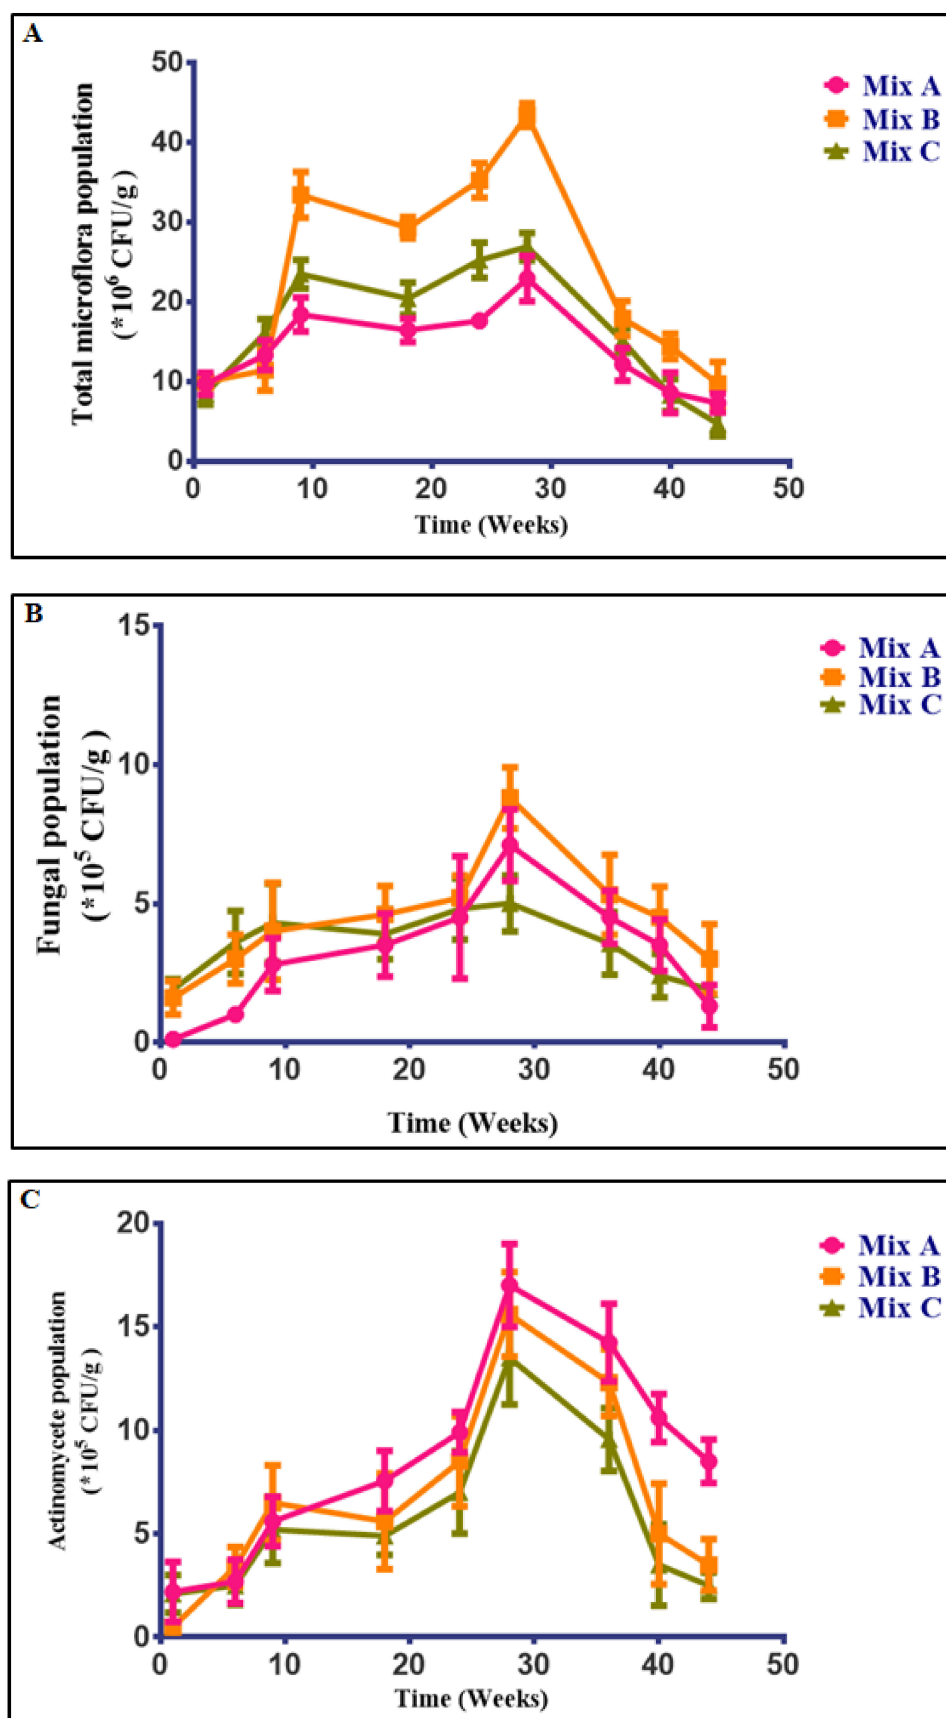 A
Total microflora population
(*10⁶ CFU/g )
50
40
30
20
10
0
0 10 20 30 40 50
Time (Weeks)
Mix A
Mix B
Mix C
B
Fungal population
(*10⁵ CFU/g )
15
10
5
0
0 10 20 30 40 50
Time (Weeks)
Mix A
Mix B
Mix C
C
Actinomycete population
(*10⁵ CFU/g )
20
15
10
5
0
0 10 20 30 40 50
Time (Weeks)
Mix A
Mix B
Mix C